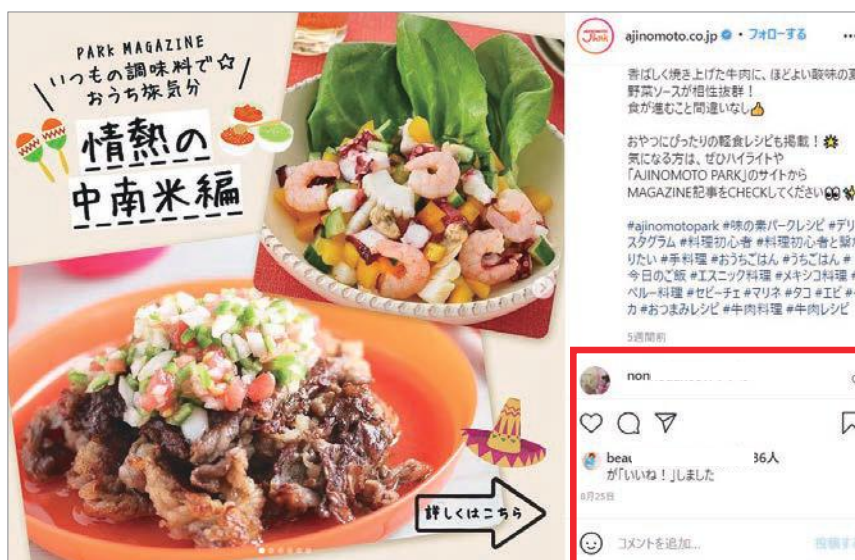 PARK MAGAZINE
いつもの調味料で☆
おうち旅気分
情熱の
中南米編
詳しくはこちら
ajinomoto.co.jp • フォローする
香ばしく焼き上げた牛肉に、ほどよい酸味の夏
野菜ソースが相性抜群！
食が進むこと間違いなし👍
おやつにぴったりの軽食レシピも掲載！
気になる方は、ぜひハイライトや
「AJINOMOTO PARK」のサイトから
MAGAZINE記事をCHECKしてください👀
#ajinomotopark #味の素パークレシピ #デリ
スタグラム #料理初心者 #料理初心者と繋が
りたい #手料理 #おうちごはん #うちごはん #
今日のご飯 #エスニック料理 #メキシコ料理 #
ペルー料理 #セビーチェ #マリネ #タコ #エビ #
カ #おつまみレシピ #牛肉料理 #牛肉レシピ
5週間前
non
beau
36人
が「いいね！」しました
8月25日
コメントを追加...
投稿する